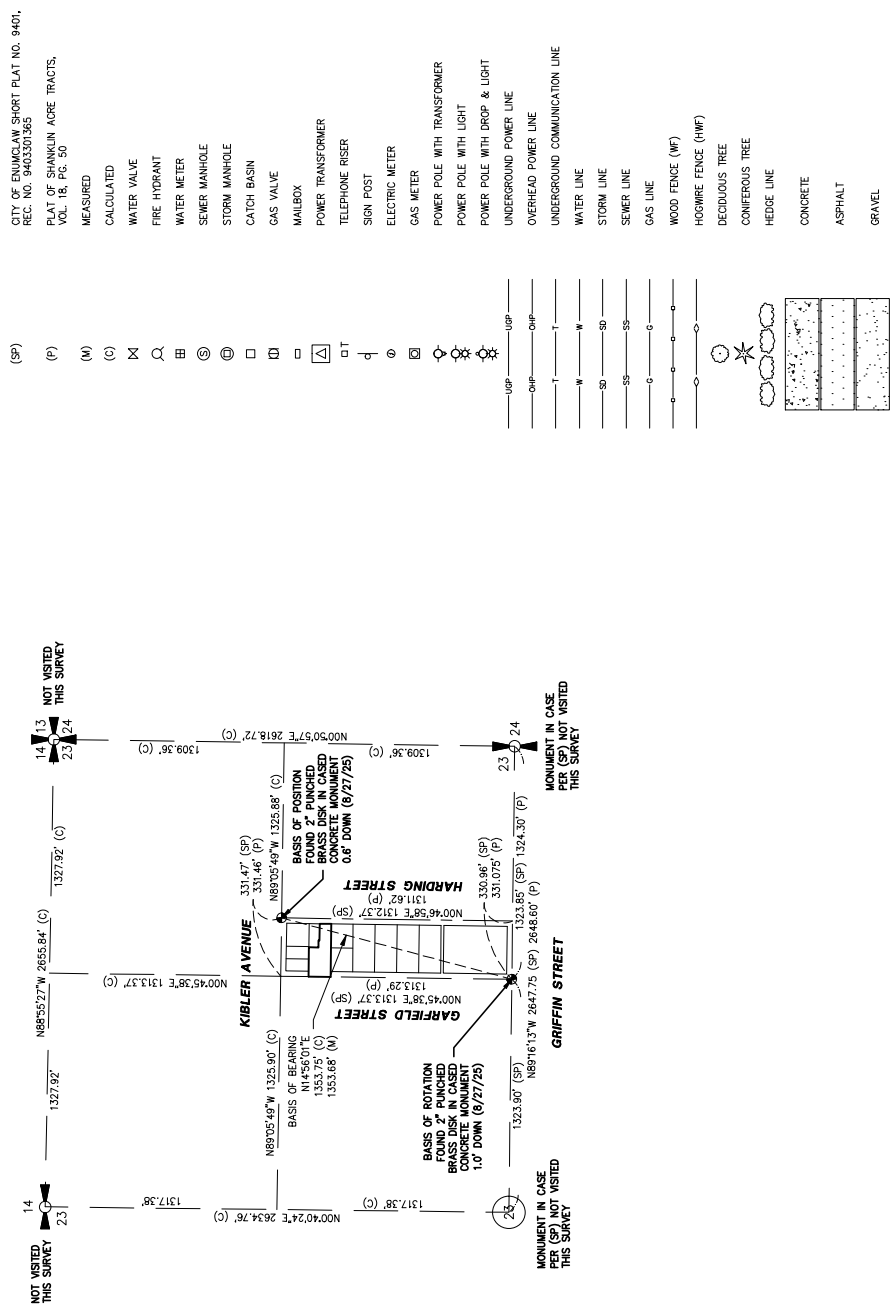 (SP)
CITY OF ENUMCLAW SHORT PLAT NO. 9401,
REC. NO. 9403301365
(P)
PLAT OF SHANKLIN ACRE TRACTS,
VOL. 18, PG. 50
(M)
MEASURED
(C)
CALCULATED
WATER VALVE
FIRE HYDRANT
WATER METER
S
SEWER MANHOLE
STORM MANHOLE
CATCH BASIN
GAS VALVE
MAILBOX
POWER TRANSFORMER
T
TELEPHONE RISER
SIGN POST
ELECTRIC METER
GAS METER
POWER POLE WITH TRANSFORMER
POWER POLE WITH LIGHT
POWER POLE WITH DROP & LIGHT
UGP UGP
UNDERGROUND POWER LINE
OHP OHP
OVERHEAD POWER LINE
T T
UNDERGROUND COMMUNICATION LINE
W W
WATER LINE
SD SD
STORM LINE
SS SS
SEWER LINE
G G
GAS LINE
WOOD FENCE (WF)
HOGWIRE FENCE (HWF)
DECIDUOUS TREE
CONIFEROUS TREE
HEDGE LINE
CONCRETE
ASPHALT
GRAVEL
NOT VISITED
THIS SURVEY
14
23
1327.92'
N88°55'27"W 2655.84' (C)
1327.92' (C)
14 13
23 24
NOT VISITED
THIS SURVEY
1317.38'
N00°40'24"E 2634.76' (C)
1317.38' (C)
N00°45'38"E 1313.37' (C)
1309.36' (C)
N00°50'57"E 2618.72' (C)
1309.36' (C)
KIBLER AVENUE
331.47' (SP)
331.46' (P)
N89°05'49"W 1325.90' (C)
N89°05'49"W 1325.88' (C)
BASIS OF POSITION
FOUND 2" PUNCHED
BRASS DISK IN CASED
CONCRETE MONUMENT
0.6' DOWN (8/27/25)
BASIS OF BEARING
N14°56'01"E
1353.75' (C)
1353.68' (M)
GARFIELD STREET
N00°45'38"E 1313.37' (SP)
1313.29' (P)
N00°46'58"E 1312.37' (SP)
1311.62' (P)
HARDING STREET
BASIS OF ROTATION
FOUND 2" PUNCHED
BRASS DISK IN CASED
CONCRETE MONUMENT
1.0' DOWN (8/27/25)
330.96' (SP)
331.075' (P)
23
1323.90' (SP)
1323.85' (SP) 1324.30' (P)
N89°16'13"W 2647.75 (SP) 2648.60' (P)
GRIFFIN STREET
23
24
MONUMENT IN CASE
PER (SP) NOT VISITED
THIS SURVEY
MONUMENT IN CASE
PER (SP) NOT VISITED
THIS SURVEY